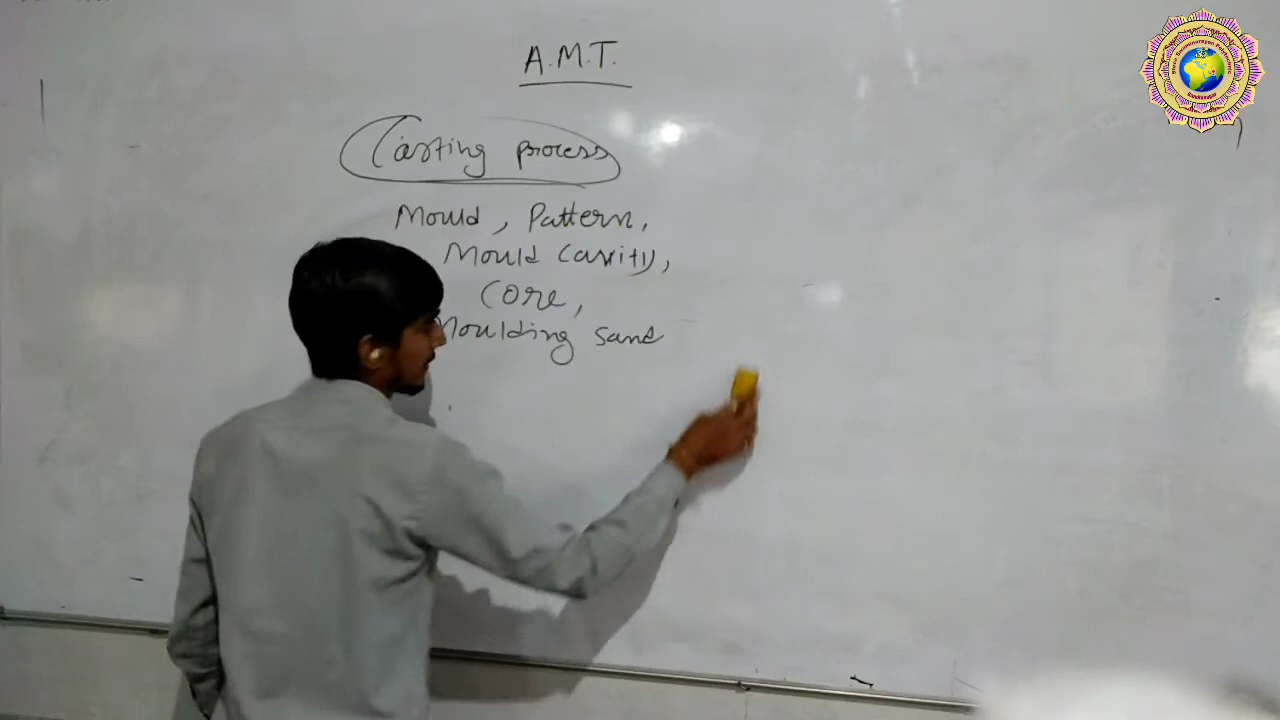 A.M.T.
Casting process
Mould, Pattern,
Mould Cavity,
Core,
Moulding sand